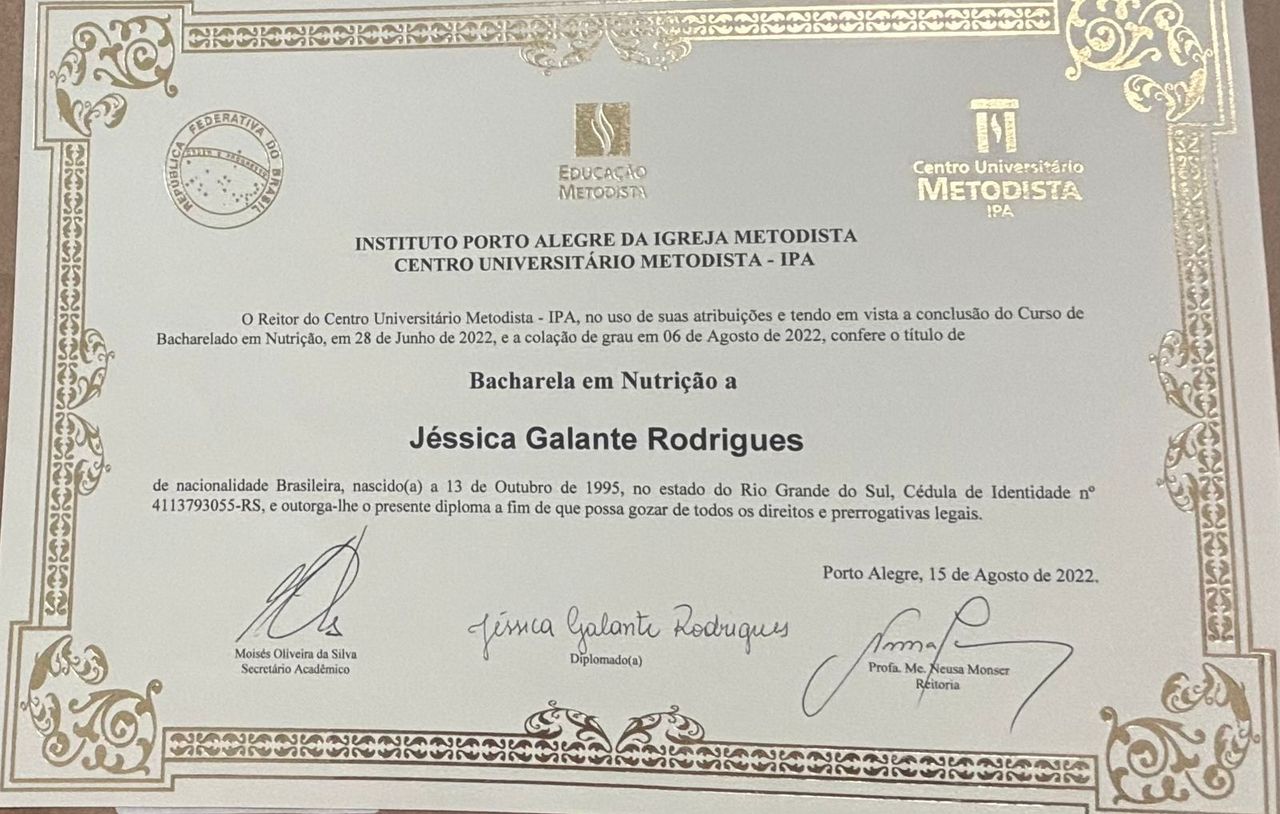 REPÚBLICA FEDERATIVA DO BRASIL
ORDEM E PROGRESSO
EDUCAÇÃO
METODISTA
Centro Universitário
METODISTA
IPA
INSTITUTO PORTO ALEGRE DA IGREJA METODISTA
CENTRO UNIVERSITÁRIO METODISTA - IPA
O Reitor do Centro Universitário Metodista - IPA, no uso de suas atribuições e tendo em vista a conclusão do Curso de
Bacharelado em Nutrição, em 28 de Junho de 2022, e a colação de grau em 06 de Agosto de 2022, confere o título de
Bacharela em Nutrição a
Jéssica Galante Rodrigues
de nacionalidade Brasileira, nascido(a) a 13 de Outubro de 1995, no estado do Rio Grande do Sul, Cédula de Identidade nº
4113793055-RS, e outorga-lhe o presente diploma a fim de que possa gozar de todos os direitos e prerrogativas legais.
Porto Alegre, 15 de Agosto de 2022.
Jéssica Galante Rodrigues
Moisés Oliveira da Silva
Secretário Acadêmico
Diplomado(a)
Profa. Me. Neusa Monser
Reitoria